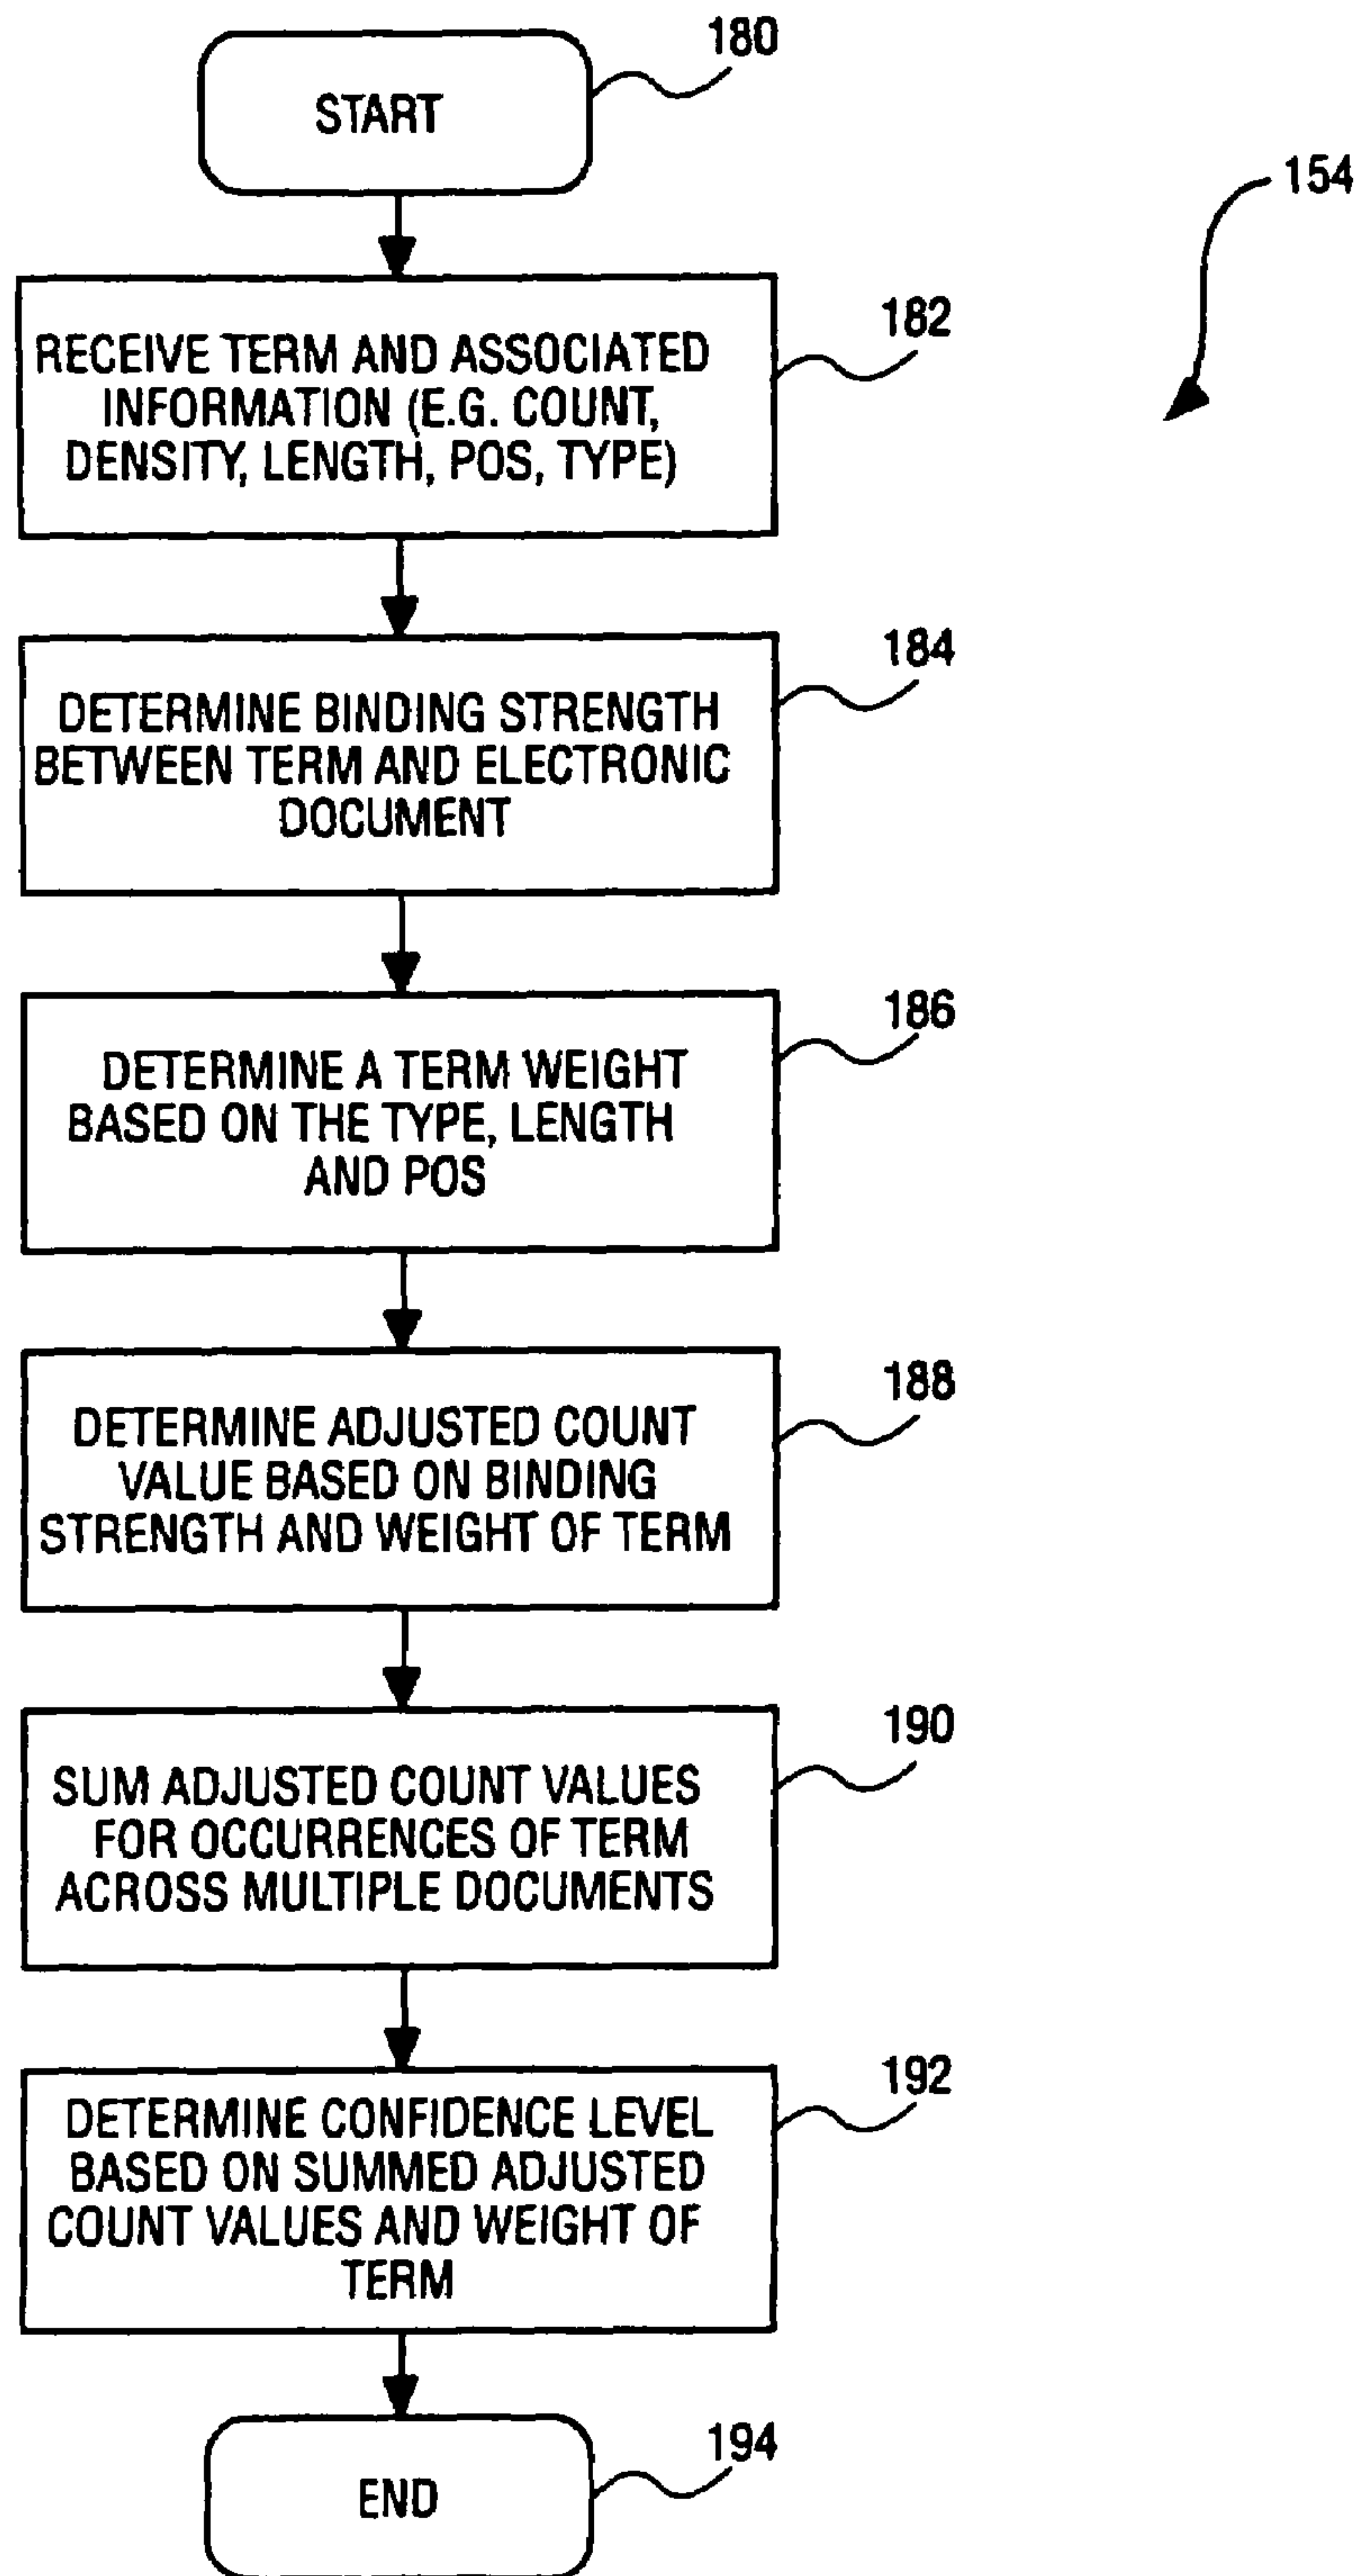 180
START
154
182
RECEIVE TERM AND ASSOCIATED
INFORMATION (E.G. COUNT,
DENSITY, LENGTH, POS, TYPE)
184
DETERMINE BINDING STRENGTH
BETWEEN TERM AND ELECTRONIC
DOCUMENT
186
DETERMINE A TERM WEIGHT
BASED ON THE TYPE, LENGTH
AND POS
188
DETERMINE ADJUSTED COUNT
VALUE BASED ON BINDING
STRENGTH AND WEIGHT OF TERM
190
SUM ADJUSTED COUNT VALUES
FOR OCCURRENCES OF TERM
ACROSS MULTIPLE DOCUMENTS
192
DETERMINE CONFIDENCE LEVEL
BASED ON SUMMED ADJUSTED
COUNT VALUES AND WEIGHT OF
TERM
194
END